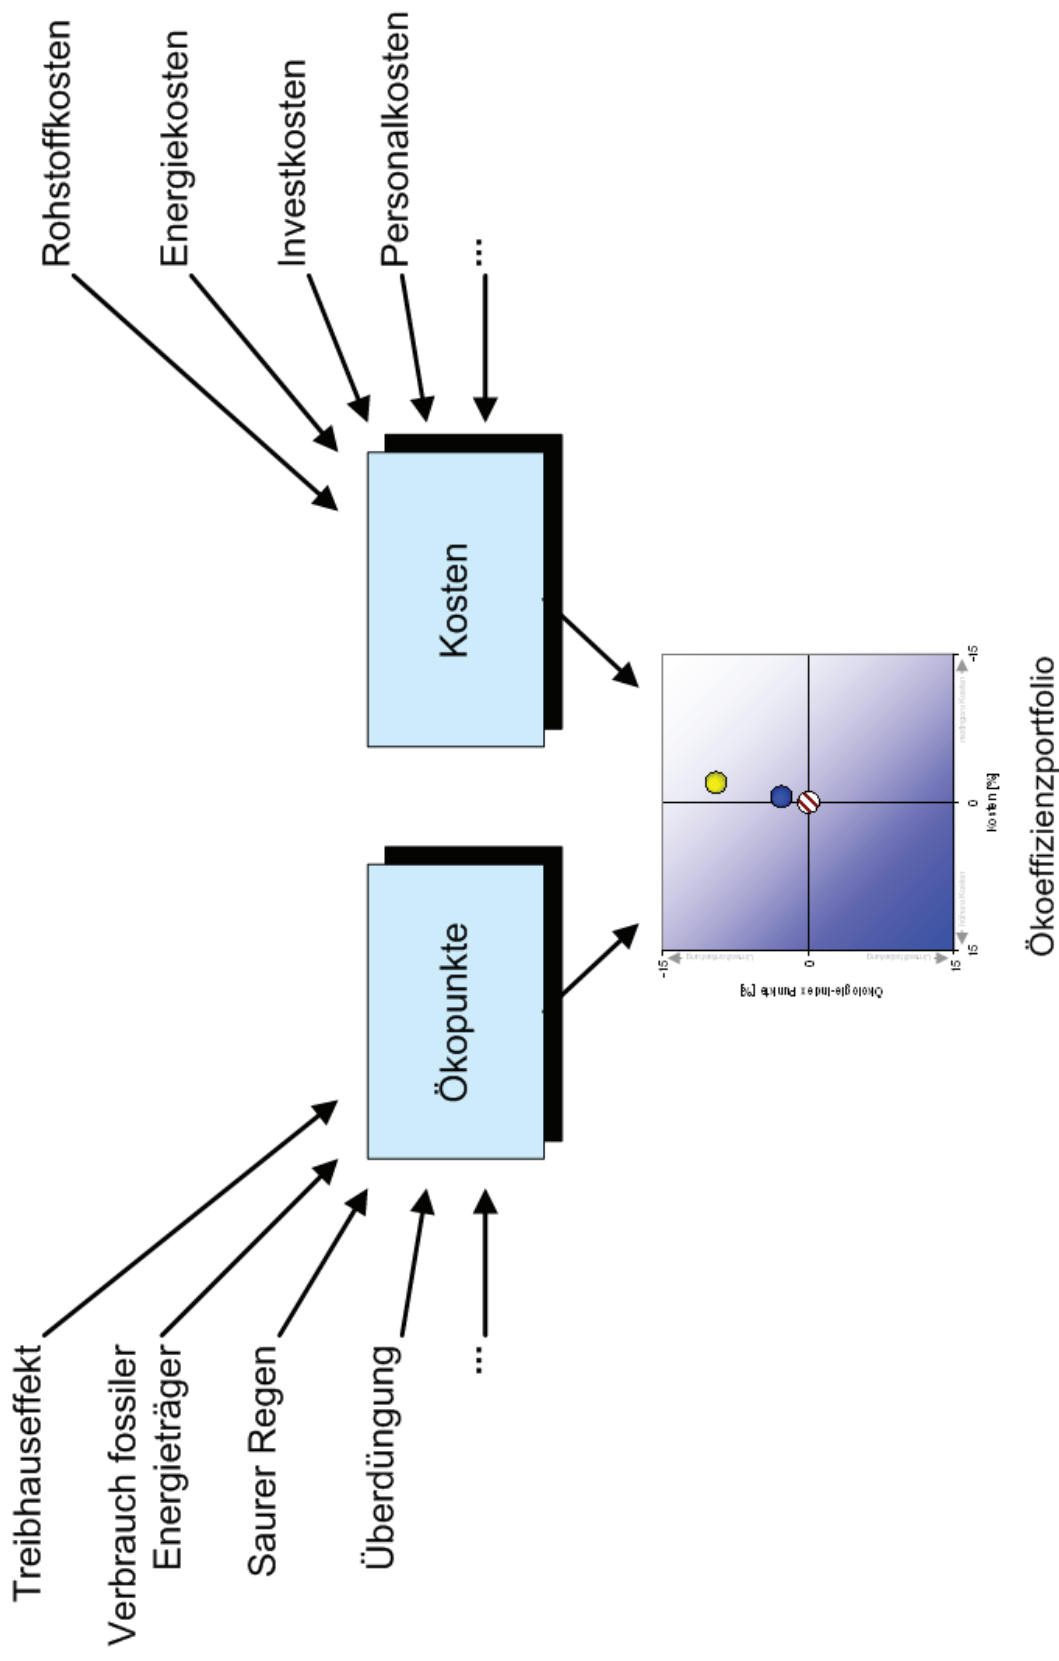 Treibhauseffekt
Verbrauch fossiler
Energieträger
Saurer Regen
Überdüngung
...
Rohstoffkosten
Energiekosten
Investkosten
Personalkosten
...
Ökopunkte
Kosten
Ökologie-Index Punkte [%]
-15
0
15
15
0
-15
Kosten [%]
Ökoeffizienzportfolio